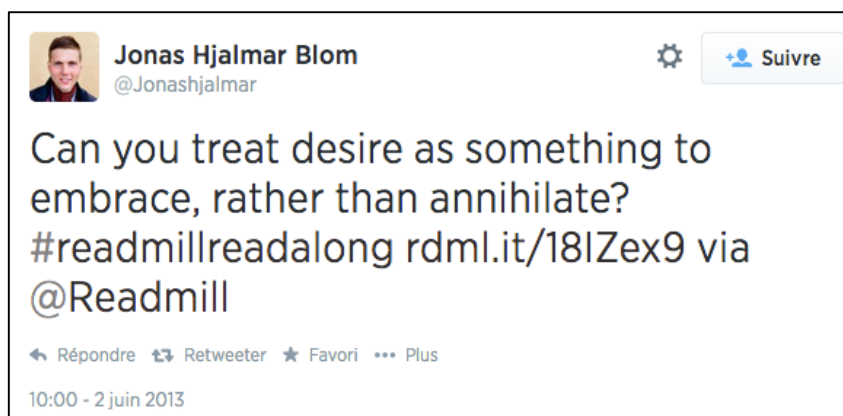 Jonas Hjalmar Blom
@Jonashjalmar
Suivre
Can you treat desire as something to
embrace, rather than annihilate?
#readmillreadalong rdml.it/18IZex9 via
@Readmill
Répondre Retweeter Favori Plus
10:00 - 2 juin 2013